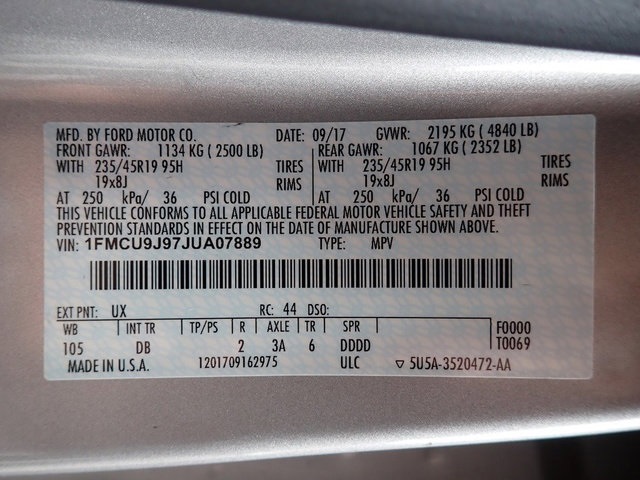 MFD. BY FORD MOTOR CO. DATE: 09/17 GVWR: 2195 KG ( 4840 LB)
FRONT GAWR: 1134 KG ( 2500 LB) REAR GAWR: 1067 KG ( 2352 LB)
WITH 235/45R19 95H TIRES WITH 235/45R19 95H TIRES
19x8J RIMS 19x8J RIMS
AT 250 kPa/ 36 PSI COLD AT 250 kPa/ 36 PSI COLD
THIS VEHICLE CONFORMS TO ALL APPLICABLE FEDERAL MOTOR VEHICLE SAFETY AND THEFT
PREVENTION STANDARDS IN EFFECT ON THE DATE OF MANUFACTURE SHOWN ABOVE.
VIN: 1FMCU9J97JUA07889 TYPE: MPV
EXT PNT: UX RC: 44 DSO:
WB INT TR TP/PS R AXLE TR SPR F0000
105 DB 2 3A 6 DDDD T0069
MADE IN U.S.A. 1201709162975 ULC ▽ 5U5A-3520472-AA